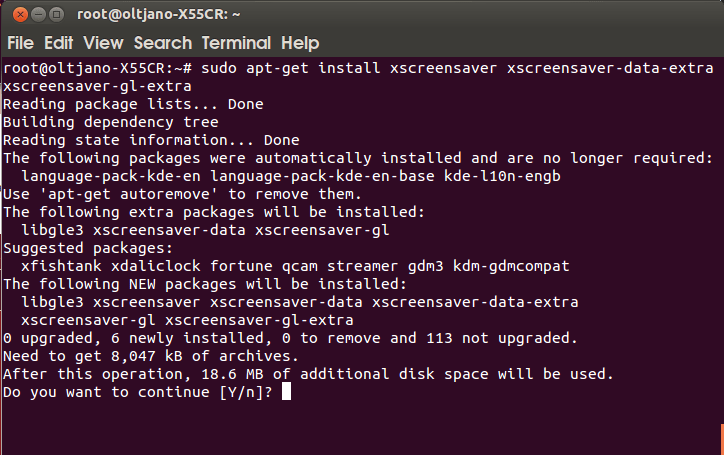 root@oltjano-X55CR: ~
File Edit View Search Terminal Help
root@oltjano-X55CR:~# sudo apt-get install xscreensaver xscreensaver-data-extra
xscreensaver-gl-extra
Reading package lists... Done
Building dependency tree
Reading state information... Done
The following packages were automatically installed and are no longer required:
  language-pack-kde-en language-pack-kde-en-base kde-l10n-engb
Use 'apt-get autoremove' to remove them.
The following extra packages will be installed:
  libgle3 xscreensaver-data xscreensaver-gl
Suggested packages:
  xfishtank xdaliclock fortune qcam streamer gdm3 kdm-gdmcompat
The following NEW packages will be installed:
  libgle3 xscreensaver xscreensaver-data xscreensaver-data-extra
  xscreensaver-gl xscreensaver-gl-extra
0 upgraded, 6 newly installed, 0 to remove and 113 not upgraded.
Need to get 8,047 kB of archives.
After this operation, 18.6 MB of additional disk space will be used.
Do you want to continue [Y/n]?